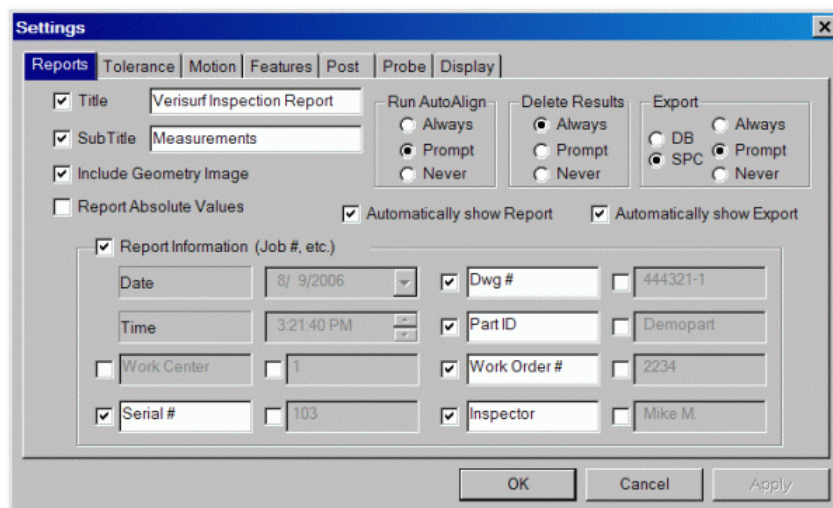 Settings
Reports Tolerance Motion Features Post Probe Display
Title Verisurf Inspection Report
SubTitle Measurements
Include Geometry Image
Report Absolute Values
Run AutoAlign
Always
Prompt
Never
Delete Results
Always
Prompt
Never
Export
DB
SPC
Always
Prompt
Never
Automatically show Report
Automatically show Export
Report Information (Job #, etc.)
Date 8/ 9/2006 Dwg # 444321-1
Time 3:21:40 PM Part ID Demopart
Work Center 1 Work Order # 2234
Serial # 103 Inspector Mike M.
OK Cancel Apply